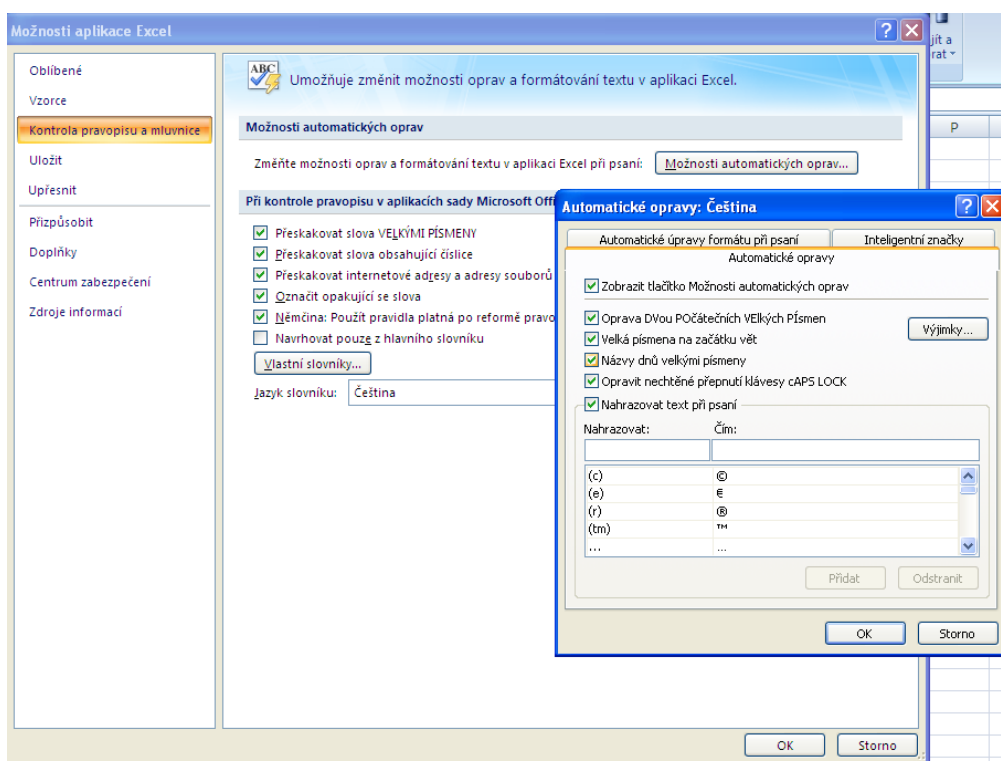 Možnosti aplikace Excel
jít a
rat
Oblíbené
Vzorce
Kontrola pravopisu a mluvnice
Uložit
Upřesnit
Přizpůsobit
Doplňky
Centrum zabezpečení
Zdroje informací
ABC
Umožňuje změnit možnosti oprav a formátování textu v aplikaci Excel.
Možnosti automatických oprav
Změňte možnosti oprav a formátování textu v aplikaci Excel při psaní:
Možnosti automatických oprav...
Při kontrole pravopisu v aplikacích sady Microsoft Offi
Přeskakovat slova VELKÝMI PÍSMENY
Přeskakovat slova obsahující číslice
Přeskakovat internetové adresy a adresy souborů
Označit opakující se slova
Němčina: Použít pravidla platná po reformě pravo
Navrhovat pouze z hlavního slovníku
Vlastní slovníky...
Jazyk slovníku: Čeština
P
Automatické opravy: Čeština
Automatické úpravy formátu při psaní
Inteligentní značky
Automatické opravy
Zobrazit tlačítko Možnosti automatických oprav
Oprava DVou POčátečních VElkých PÍsmen
Výjimky...
Velká písmena na začátku vět
Názvy dnů velkými písmeny
Opravit nechtěné přepnutí klávesy cAPS LOCK
Nahrazovat text při psaní
Nahrazovat: Čím:
(c) ©
(e) €
(r) ®
(tm) ™
... …
Přidat Odstranit
OK Storno
OK Storno